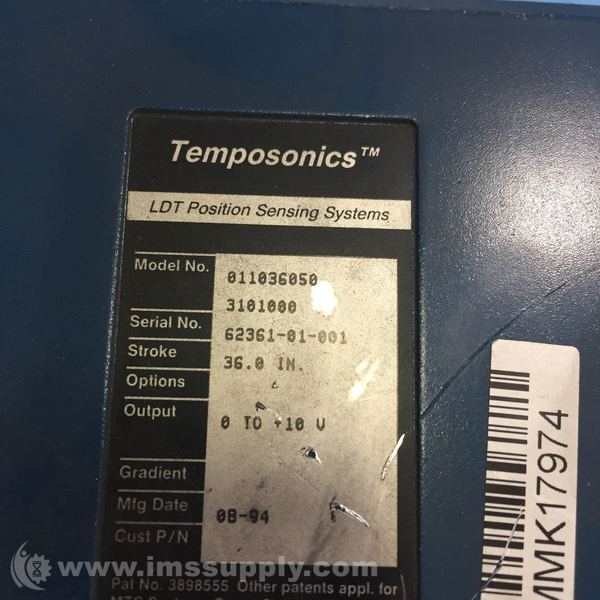 Temposonics™
LDT Position Sensing Systems
Model No. 011036050
3101000
Serial No. 62361-01-001
Stroke 36.0 IN.
Options
Output 0 TO +10 V
Gradient
Mfg Date 08-94
Cust P/N
Pat No. 3898555 Other patents appl. for
MMK17974
www.imssupply.com